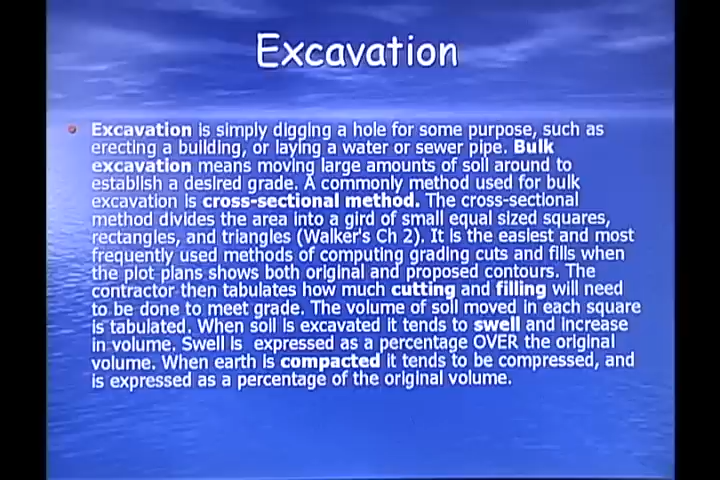 Excavation
Excavation is simply digging a hole for some purpose, such as
erecting a building, or laying a water or sewer pipe. Bulk
excavation means moving large amounts of soil around to
establish a desired grade. A commonly method used for bulk
excavation is cross-sectional method. The cross-sectional
method divides the area into a gird of small equal sized squares,
rectangles, and triangles (Walker's Ch 2). It is the easiest and most
frequently used methods of computing grading cuts and fills when
the plot plans shows both original and proposed contours. The
contractor then tabulates how much cutting and filling will need
to be done to meet grade. The volume of soil moved in each square
is tabulated. When soil is excavated it tends to swell and increase
in volume. Swell is expressed as a percentage OVER the original
volume. When earth is compacted it tends to be compressed, and
is expressed as a percentage of the original volume.